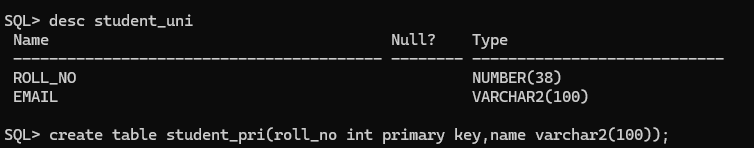 SQL> desc student_uni
Name Null? Type
----------------------------------------- -------- ----------------------------
ROLL_NO NUMBER(38)
EMAIL VARCHAR2(100)
SQL> create table student_pri(roll_no int primary key,name varchar2(100));